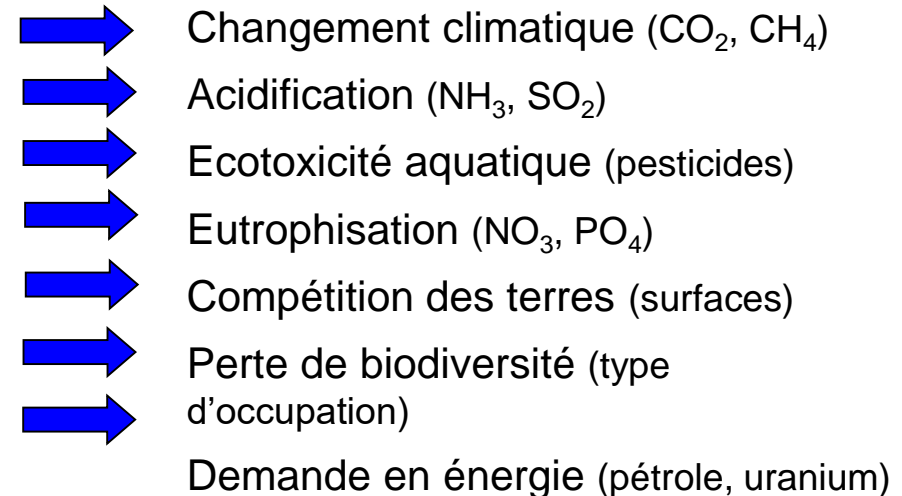 Changement climatique (CO₂, CH₄)
Acidification (NH₃, SO₂)
Ecotoxicité aquatique (pesticides)
Eutrophisation (NO₃, PO₄)
Compétition des terres (surfaces)
Perte de biodiversité (type
d’occupation)
Demande en énergie (pétrole, uranium)